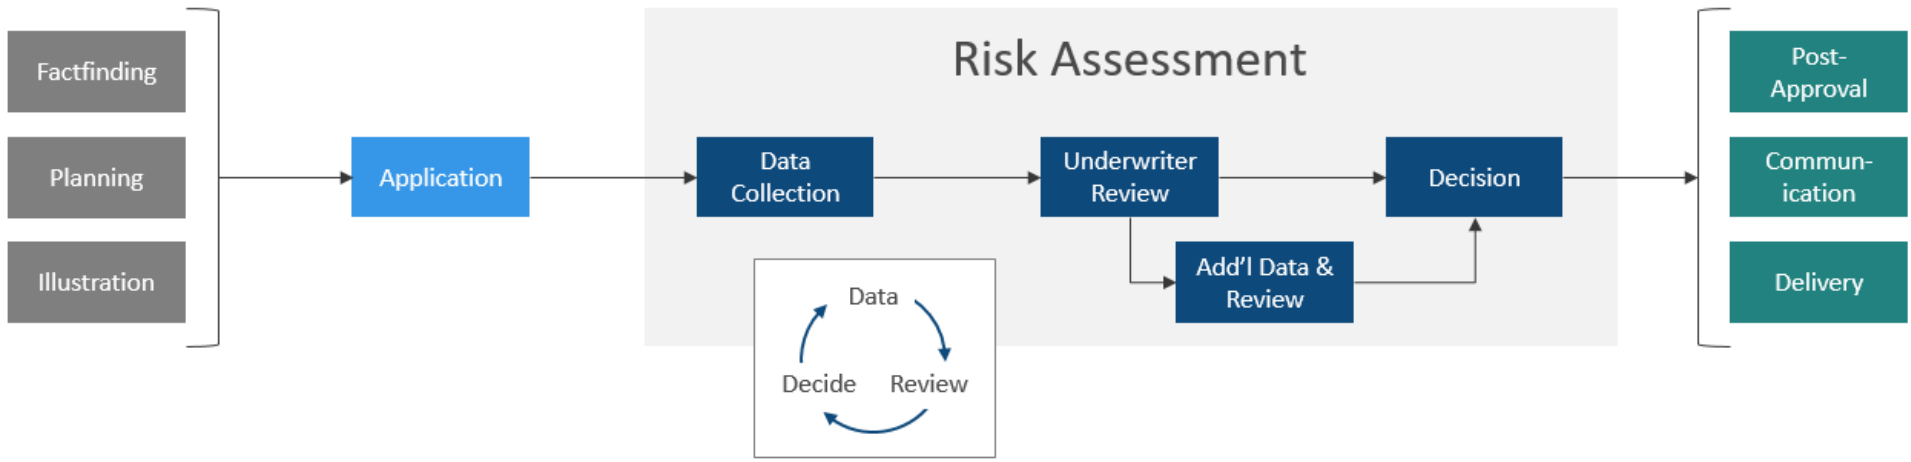 Factfinding
Planning
Illustration
Application
Risk Assessment
Data
Collection
Underwriter
Review
Decision
Add'l Data &
Review
Data
Decide
Review
Post-
Approval
Commun-
ication
Delivery